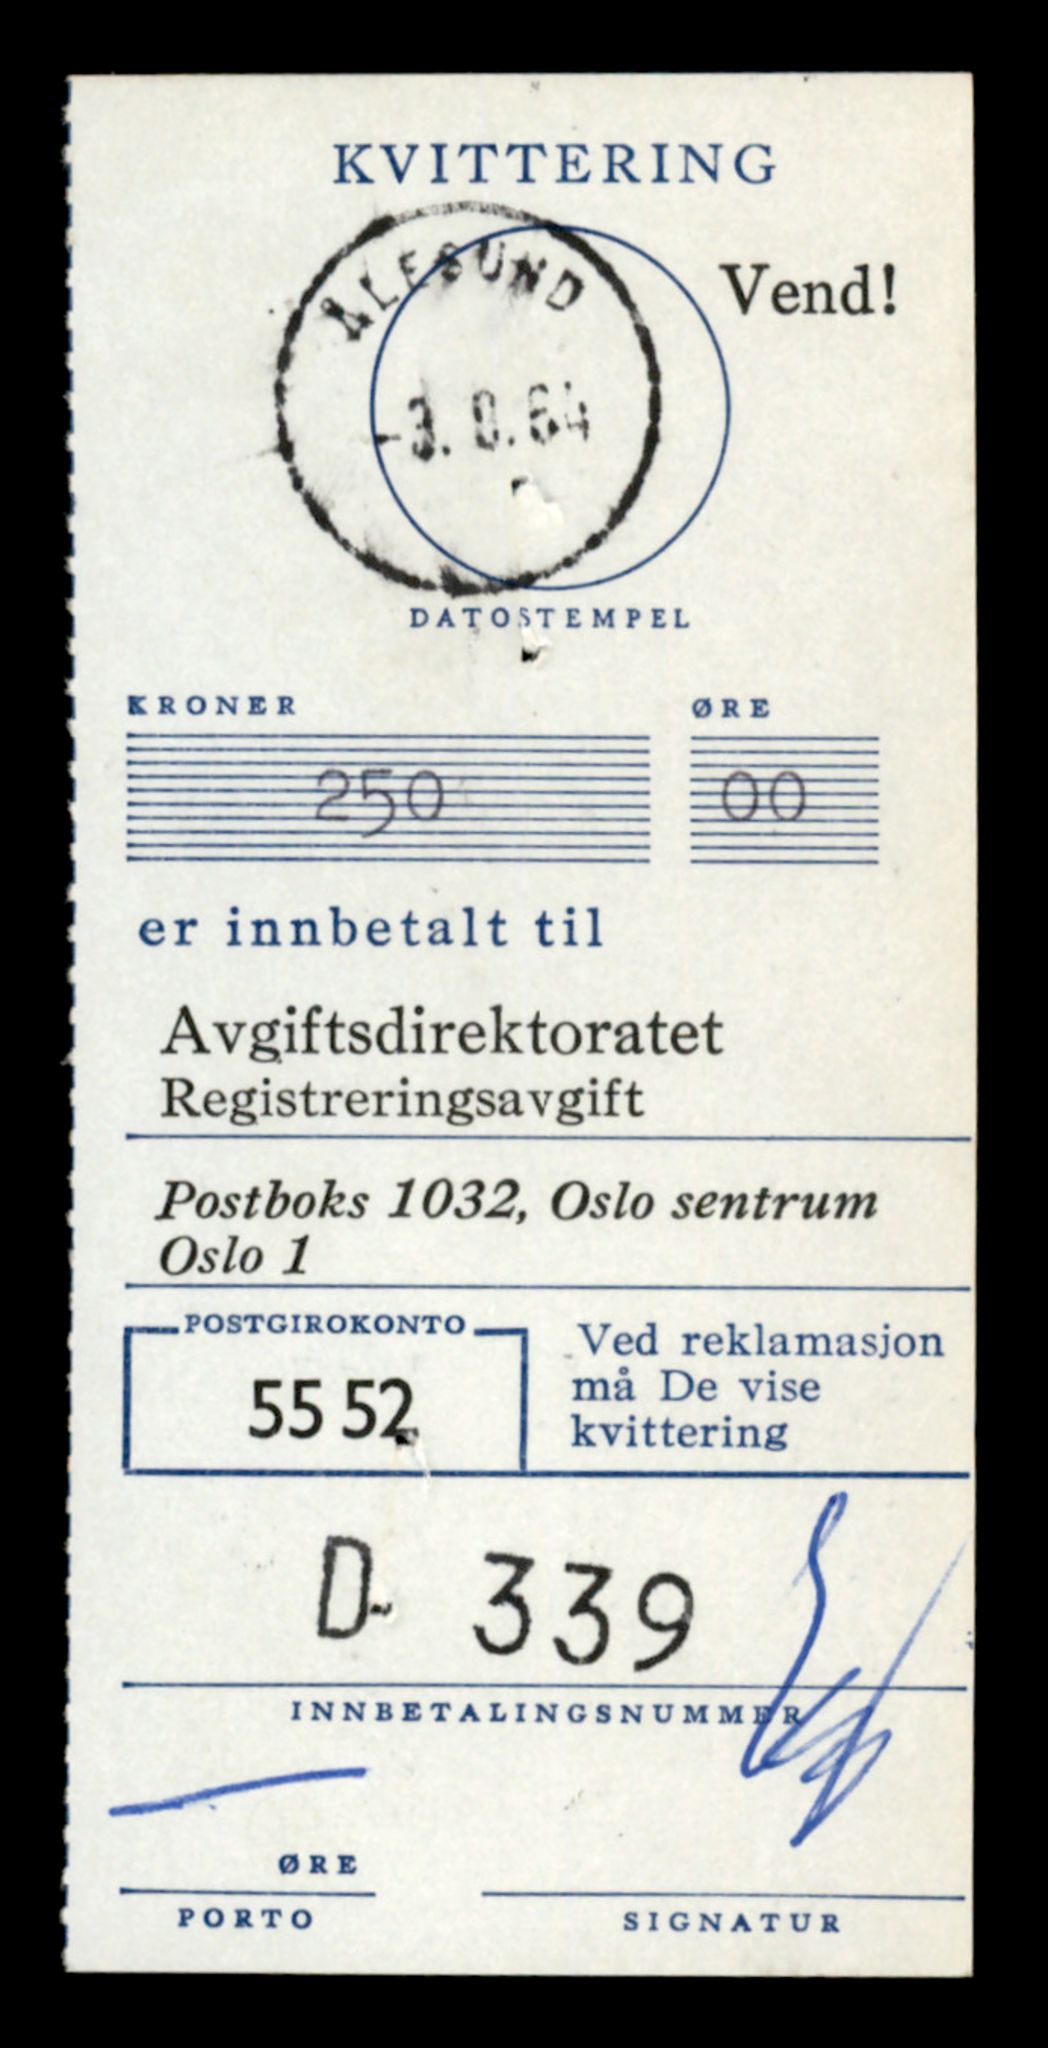 KVITTERING
ÅLESUND
Vend!
-3. 8. 64
DATOSTEMPEL
KRONER ØRE
250 00
er innbetalt til
Avgiftsdirektoratet
Registreringsavgift
Postboks 1032, Oslo sentrum
Oslo 1
POSTGIROKONTO
55 52
Ved reklamasjon
må De vise
kvittering
D- 339
INNBETALINGSNUMMER
ØRE
PORTO
SIGNATUR